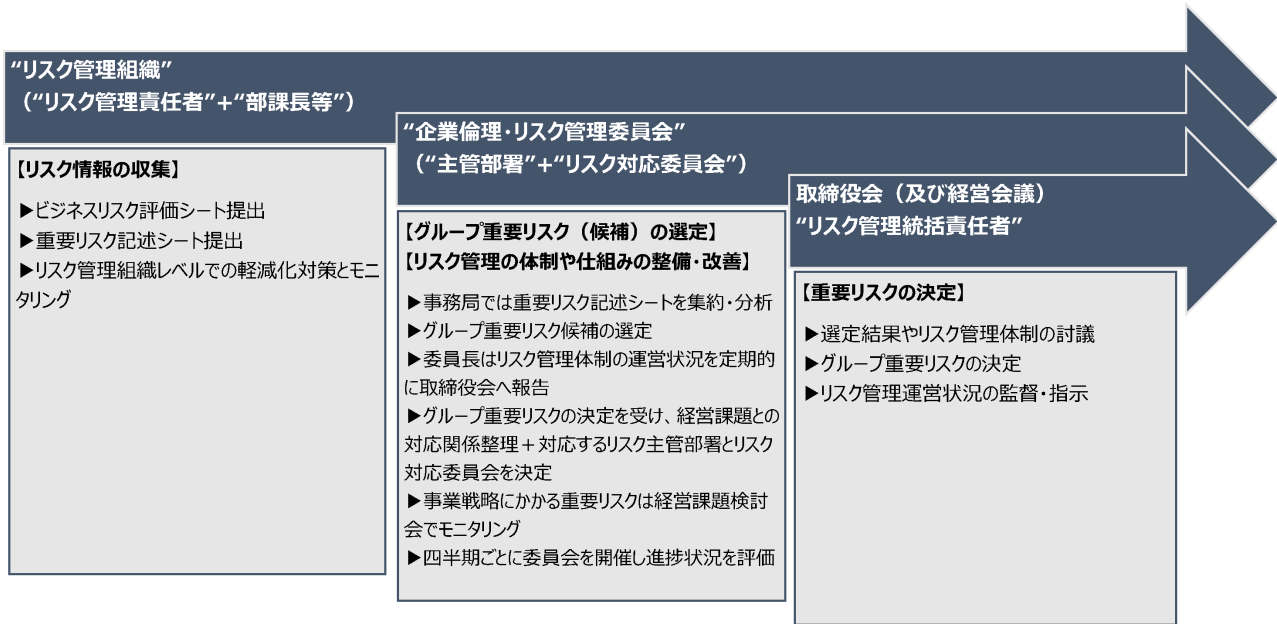 “リスク管理組織”
（“リスク管理責任者”+“部課長等”）
【リスク情報の収集】
▶ビジネスリスク評価シート提出
▶重要リスク記述シート提出
▶リスク管理組織レベルでの軽減化対策とモニ
タリング
“企業倫理・リスク管理委員会”
（“主管部署”+“リスク対応委員会”）
【グループ重要リスク（候補）の選定】
【リスク管理の体制や仕組みの整備・改善】
▶事務局では重要リスク記述シートを集約・分析
▶グループ重要リスク候補の選定
▶委員長はリスク管理体制の運営状況を定期的
に取締役会へ報告
▶グループ重要リスクの決定を受け、経営課題との
対応関係整理＋対応するリスク主管部署とリスク
対応委員会を決定
▶事業戦略にかかる重要リスクは経営課題検討
会でモニタリング
▶四半期ごとに委員会を開催し進捗状況を評価
取締役会（及び経営会議）
“リスク管理統括責任者”
【重要リスクの決定】
▶選定結果やリスク管理体制の討議
▶グループ重要リスクの決定
▶リスク管理運営状況の監督・指示